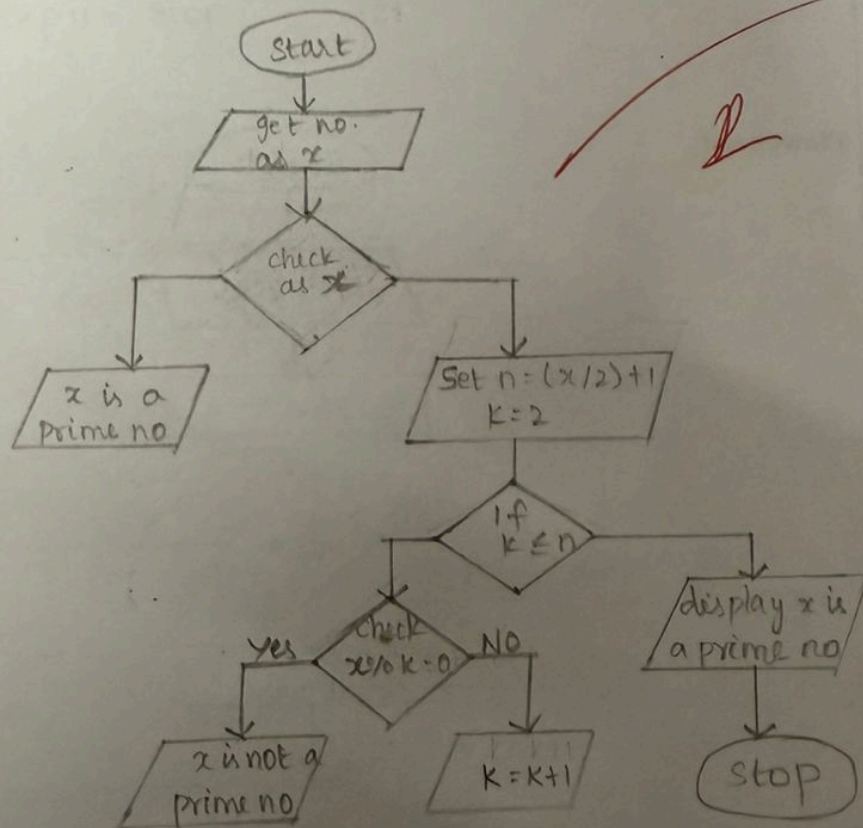 Start
get no.
as x
check
as x
x is a
prime no
Set n=(x/2)+1
k=2
If
k ≤ n
display x is
a prime no
check
x%k=0
Yes
NO
x is not a
prime no
k=k+1
Stop